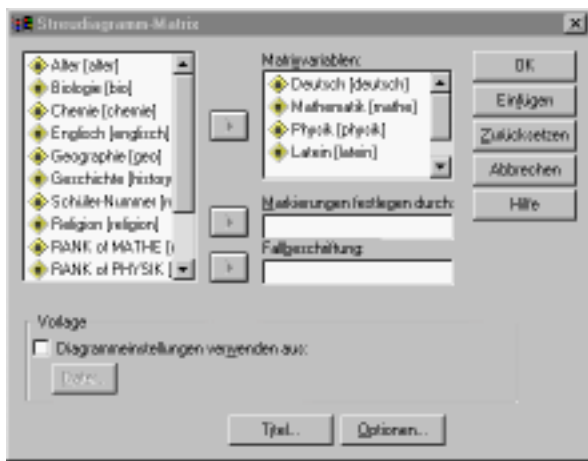 Streudiagramm-Matrix
Alter [alter]
Biologie [bio]
Chemie [chemie]
Englisch [englisch]
Geographie [geo]
Geschichte [history
Schüler-Nummer [n
Religion [religion]
RANK of MATHE [r
RANK of PHYSIK [
Matrixvariablen:
Deutsch [deutsch]
Mathematik [mathe]
Physik [physik]
Latein [latein]
Markierungen festlegen durch:
Fallbeschriftung:
OK
Einfügen
Zurücksetzen
Abbrechen
Hilfe
Vorlage
Diagrammeinstellungen verwenden aus:
Datei...
Titel...
Optionen...